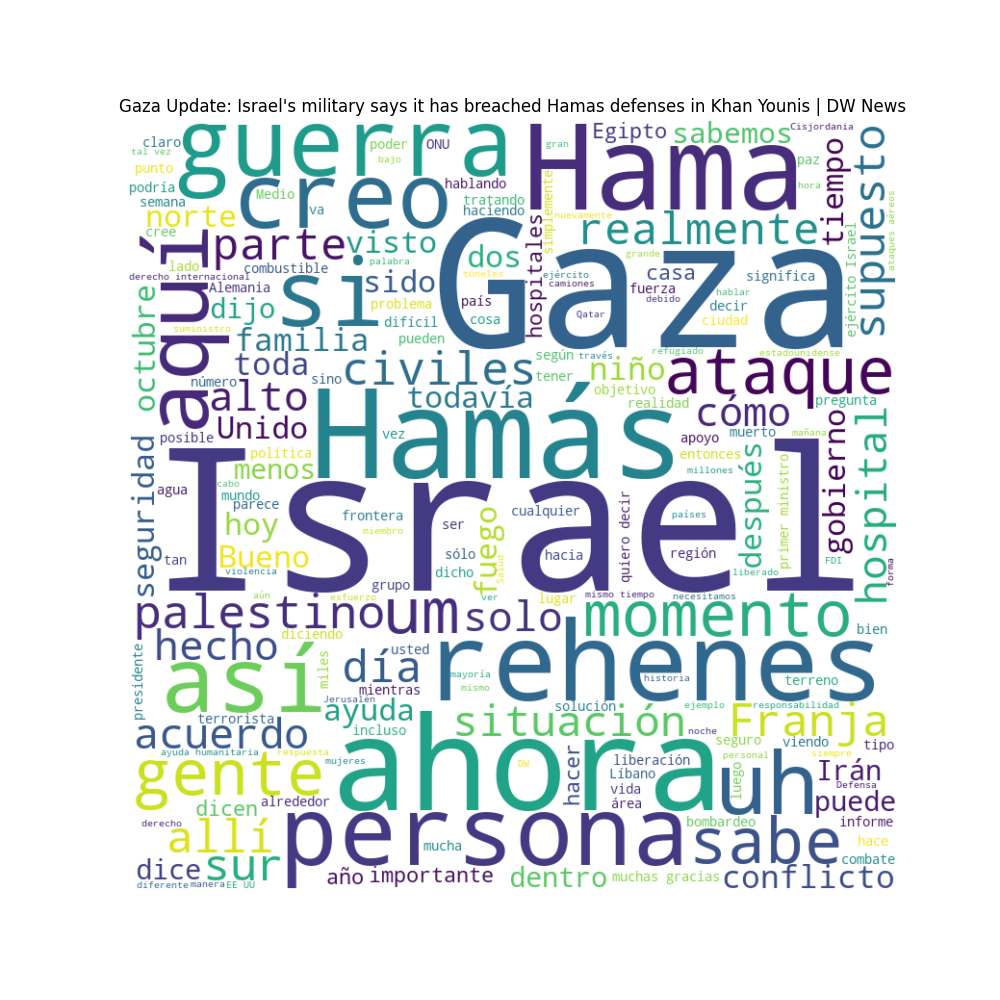 Gaza Update: Israel's military says it has breached Hamas defenses in Khan Younis | DW News
claro
guerra
poder
ONU
Egipto
sabemos
Cisjordania
tal vez
bajo
gran
Hama
paz
punto
creo
hablando
podría
Medio
tratando
hora
semana
va
haciendo
simplemente
nuevamente
norte
realmente
tiempo
supuesto
ataques aéreos
cree
parte
visto
palabra
dos
hospitales
grande
aquí
lado
combustible
si
sido
Gaza
túneles
ejército
casa
significa
derecho internacional
Alemania
camiones
fuerza
hablar
decir
ejército Israel
octubre
dijo
problema
país
debido
suministro
difícil
cosa
Qatar
ciudad
familia
pueden
toda
civiles
según
través
refugiado
estadounidense
número
sino
tener
niño
ataque
alto
todavía
objetivo
realidad
cómo
pregunta
Unido
Hamás
vez
apoyo
muerto
mañana
gobierno
hospital
posible
política
entonces
seguridad
menos
millones
después
primer ministro
agua
cabo
mundo
Israel
parece
frontera
cualquier
países
hoy
miembro
ser
fuego
quiero decir
tan
Bueno
sólo
hacia
región
FDI
violencia
dicho
Salud
liberado
forma
grupo
aún
esfuerzo
ver
lugar
mismo tiempo
necesitamos
palestino
um
solo
momento
bien
hecho
diciendo
usted
rehenes
presidente
así
miles
día
mayoría
historia
terreno
mientras
mismo
Jerusalén
solución
ejemplo
responsabilidad
terrorista
ayuda
situación
Franja
acuerdo
incluso
noche
seguro
viendo
tipo
ayuda humanitaria
respuesta
mujeres
ahora
hacer
liberación
personal
siempre
gente
DW
Líbano
luego
uh
Irán
vida
Defensa
dicen
alrededor
área
puede
derecho
allí
persona
bombardeo
informe
mucha
sabe
hace
dice
sur
combate
año
importante
dentro
muchas gracias
conflicto
diferente
manera
EE UU